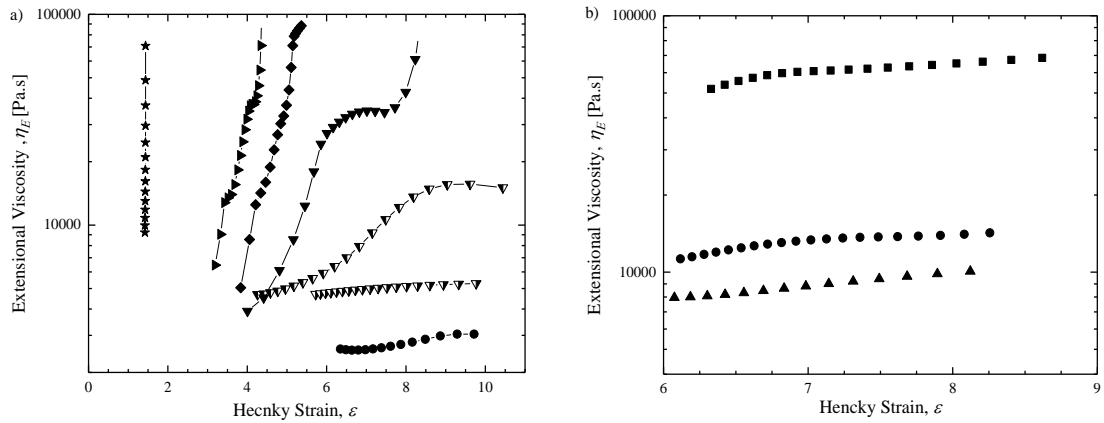 a)
100000
10000
Extensional Viscosity , ηE [Pa.s]
0 2 4 6 8 10
Hecnky Strain, ε
b)
100000
10000
Extensional Viscosity, ηE [Pa.s]
6 7 8 9
Hencky Strain, ε